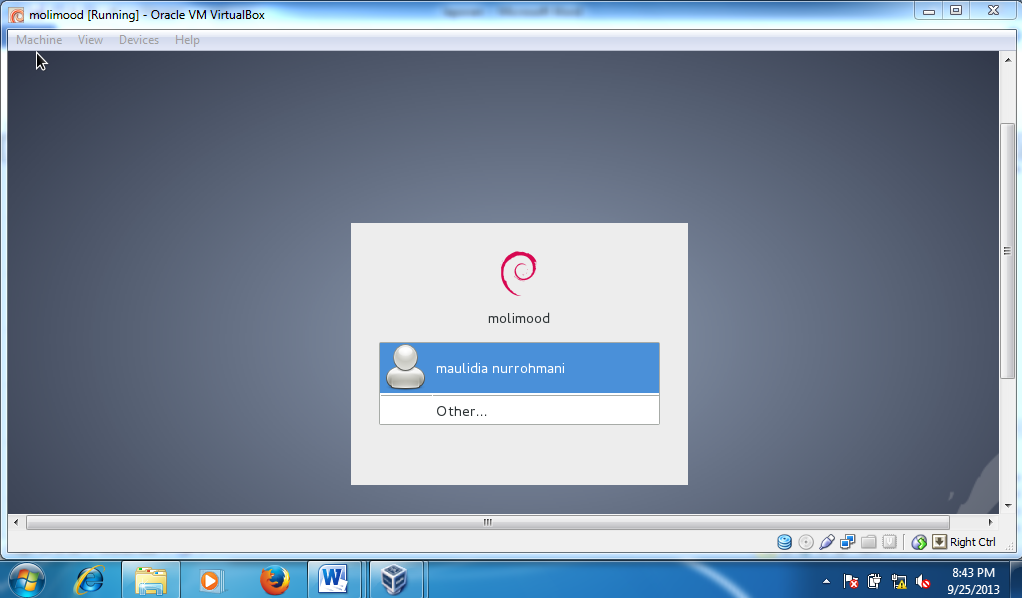 molimood [Running] - Oracle VM VirtualBox
Machine View Devices Help
molimood
maulidia nurrohmani
Other...
Right Ctrl
8:43 PM
9/25/2013